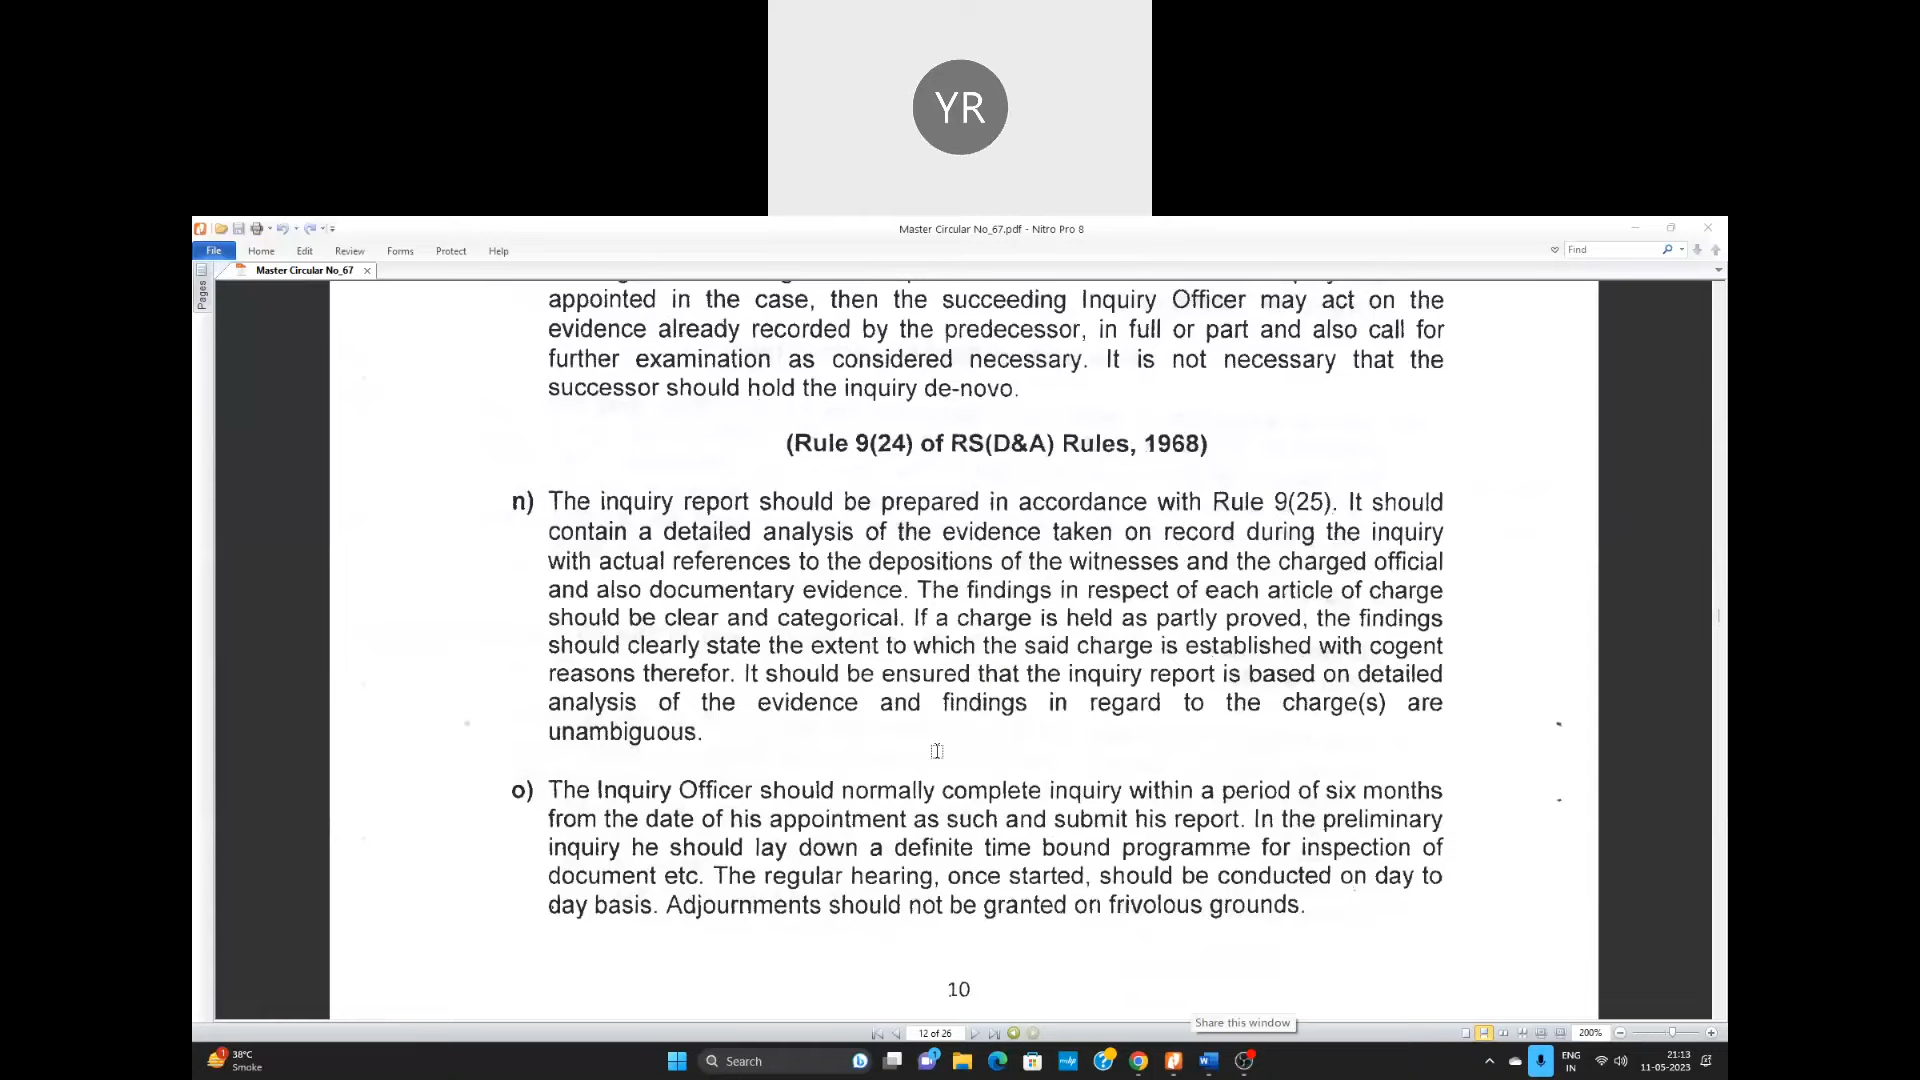 YR
Master Circular No_67.pdf - Nitro Pro 8
File Home Edit Review Forms Protect Help
Find
Master Circular No_67
Pages
appointed in the case, then the succeeding Inquiry Officer may act on the
evidence already recorded by the predecessor, in full or part and also call for
further examination as considered necessary. It is not necessary that the
successor should hold the inquiry de-novo.
(Rule 9(24) of RS(D&A) Rules, 1968)
n) The inquiry report should be prepared in accordance with Rule 9(25). It should
contain a detailed analysis of the evidence taken on record during the inquiry
with actual references to the depositions of the witnesses and the charged official
and also documentary evidence. The findings in respect of each article of charge
should be clear and categorical. If a charge is held as partly proved, the findings
should clearly state the extent to which the said charge is established with cogent
reasons therefor. It should be ensured that the inquiry report is based on detailed
analysis of the evidence and findings in regard to the charge(s) are
unambiguous.
o) The Inquiry Officer should normally complete inquiry within a period of six months
from the date of his appointment as such and submit his report. In the preliminary
inquiry he should lay down a definite time bound programme for inspection of
document etc. The regular hearing, once started, should be conducted on day to
day basis. Adjournments should not be granted on frivolous grounds.
10
Share this window
12 of 26
200%
38°C
Smoke
Search
ENG
IN
21:13
11-05-2023